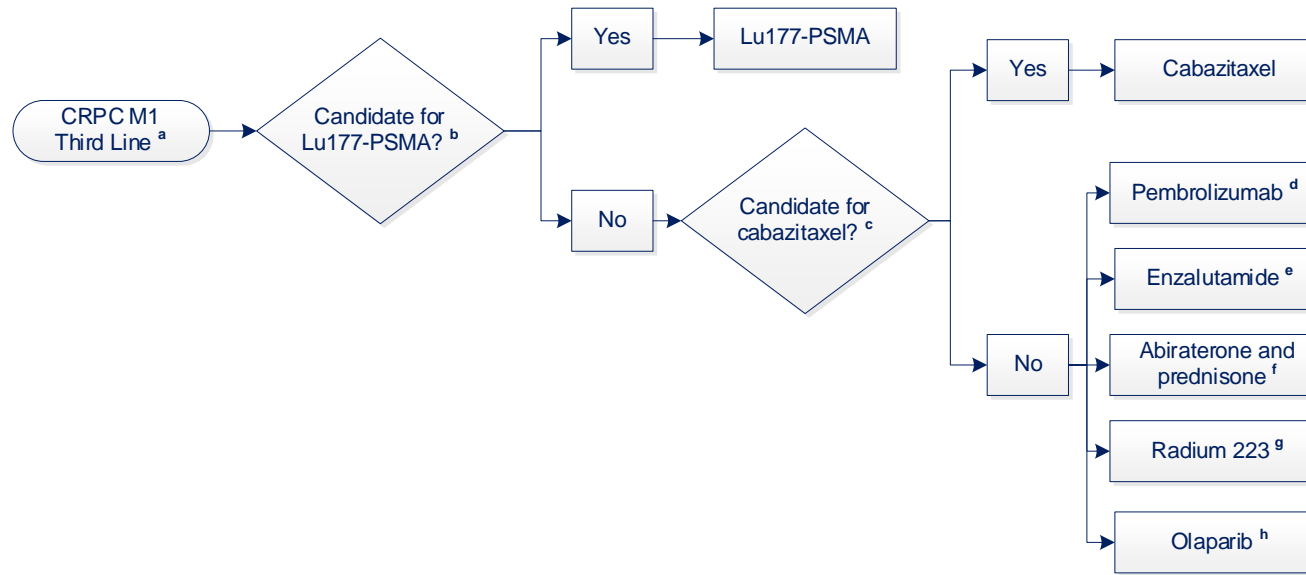 CRPC M1
Third Line a
Candidate for
Lu177-PSMA? b
Yes
Lu177-PSMA
No
Candidate for
cabazitaxel? c
Yes
Cabazitaxel
No
Pembrolizumab d
Enzalutamide e
Abiraterone and
prednisone f
Radium 223 g
Olaparib h